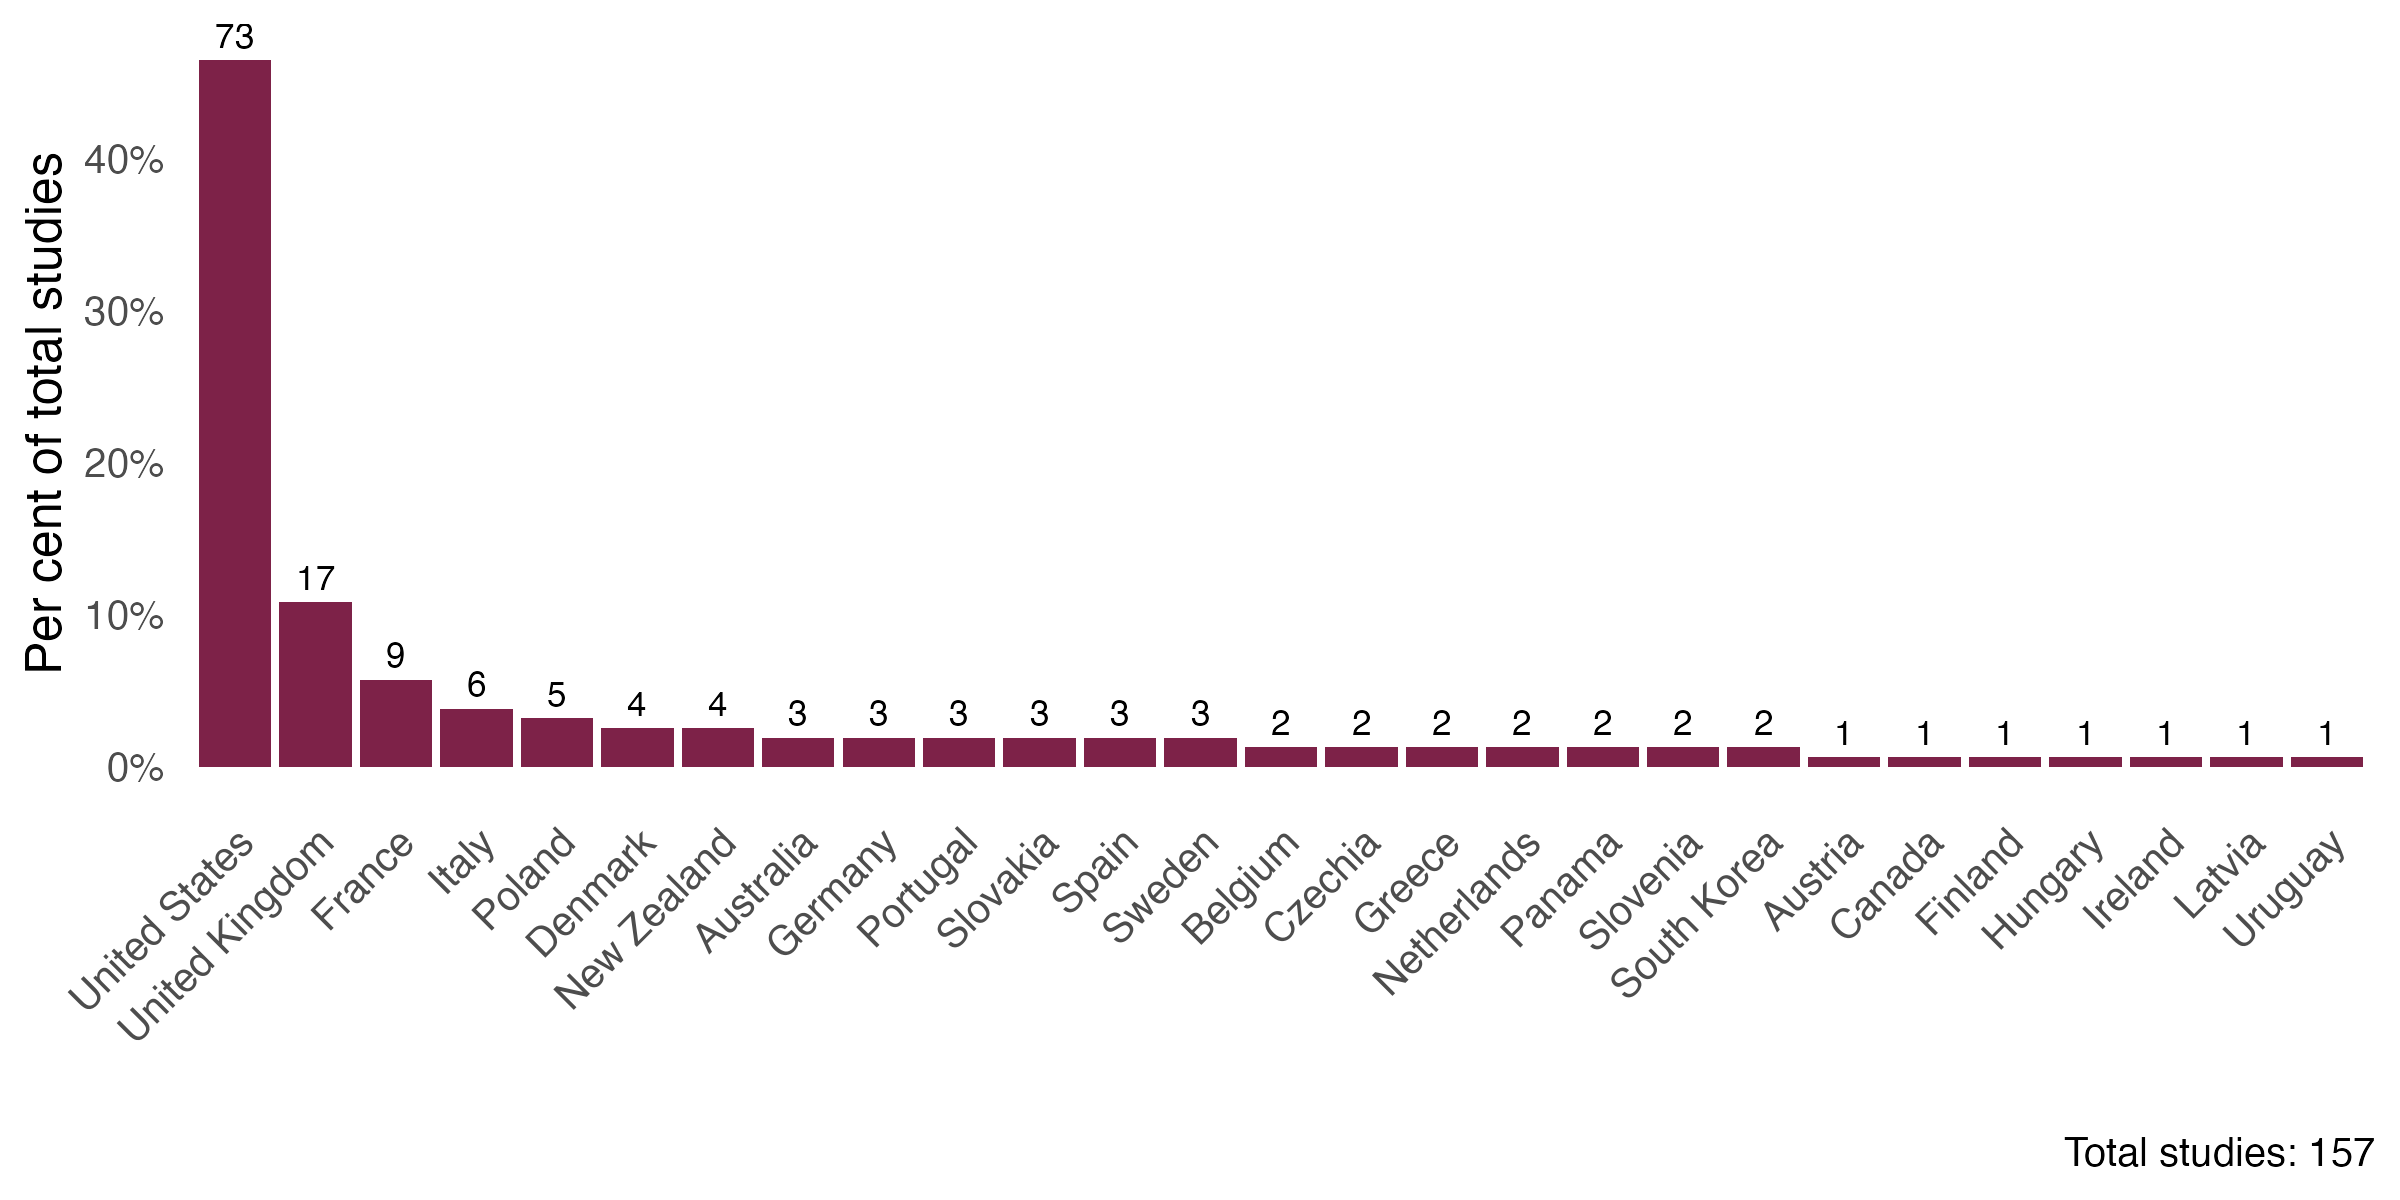 73
17
9
6
5
4
4
3
3
3
3
3
3
2
2
2
2
2
2
2
1
1
1
1
1
1
1
Per cent of total studies
40%
30%
20%
10%
0%
United States
United Kingdom
France
Italy
Poland
Denmark
New Zealand
Australia
Germany
Portugal
Slovakia
Spain
Sweden
Belgium
Czechia
Greece
Netherlands
Panama
Slovenia
South Korea
Austria
Canada
Finland
Hungary
Ireland
Latvia
Uruguay
Total studies: 157